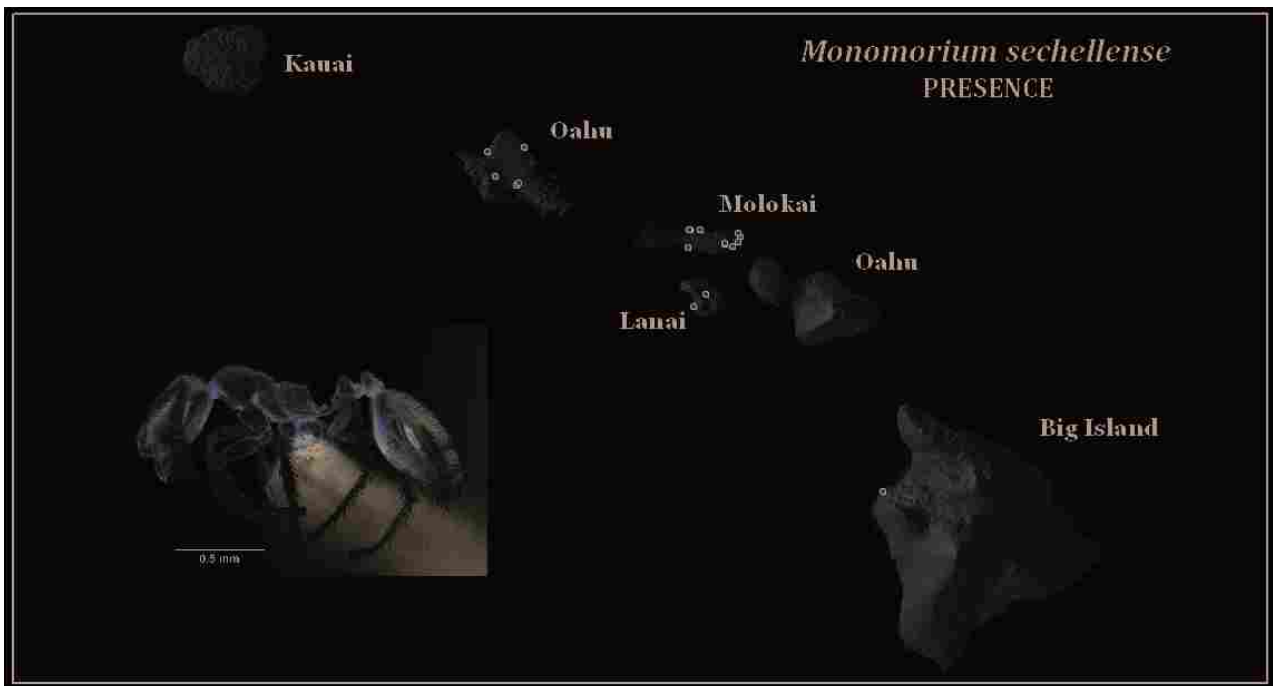 Monomorium sechellense
PRESENCE
Kauai
Oahu
Molokai
Oahu
Lanai
Big Island
0.5 mm